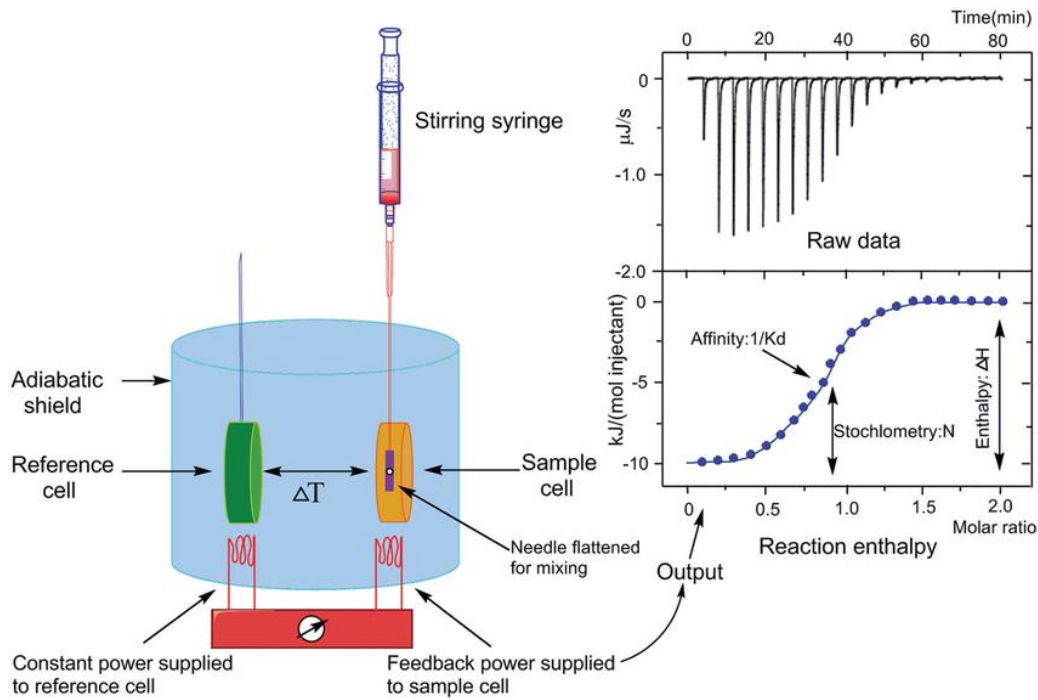 Stirring syringe
Adiabatic
shield
Reference
cell
ΔT
Sample
cell
Needle flattened
for mixing
Constant power supplied
to reference cell
Feedback power supplied
to sample cell
Output
Time(min)
0 20 40 60 80
0
-1.0
-2.0
μJ/s
Raw data
0
-5
-10
kJ/(mol injectant)
Affinity:1/Kd
Stochlometry:N
Enthalpy: ΔH
0 0.5 1.0 1.5 2.0
Molar ratio
Reaction enthalpy